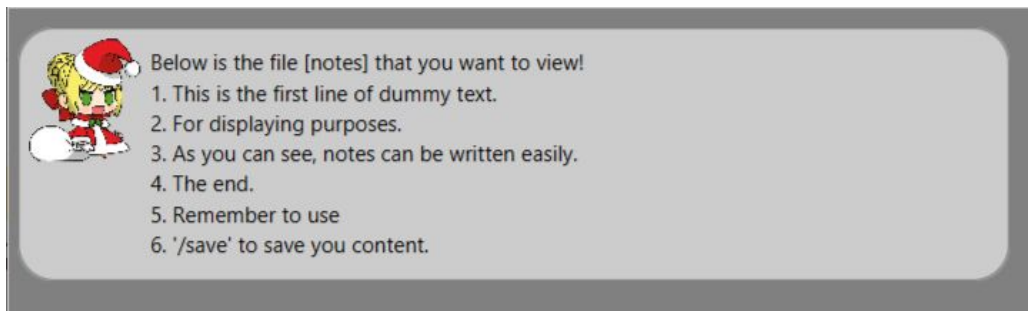 Below is the file [notes] that you want to view!
1. This is the first line of dummy text.
2. For displaying purposes.
3. As you can see, notes can be written easily.
4. The end.
5. Remember to use
6. '/save' to save you content.